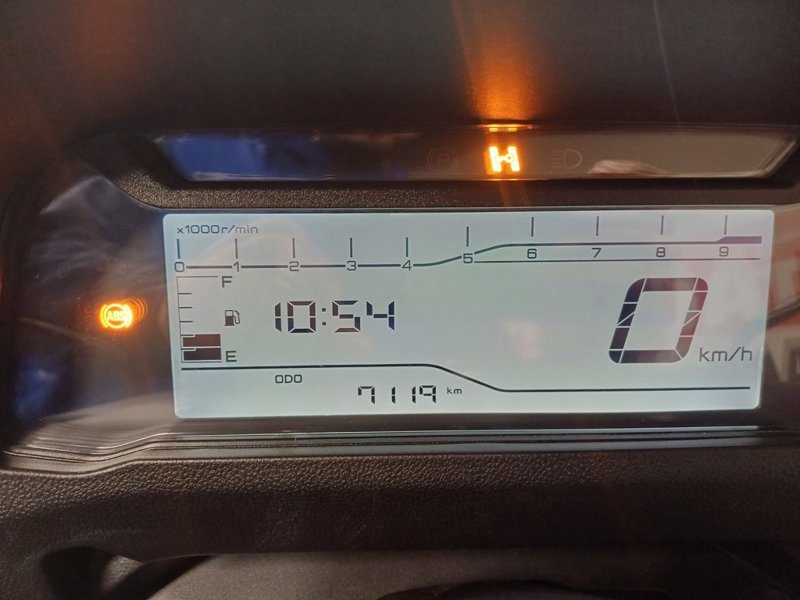 H
x1000r/min
0 1 2 3 4 5 6 7 8 9
F
ABS
10:54
0 km/h
E
ODO
7119 km